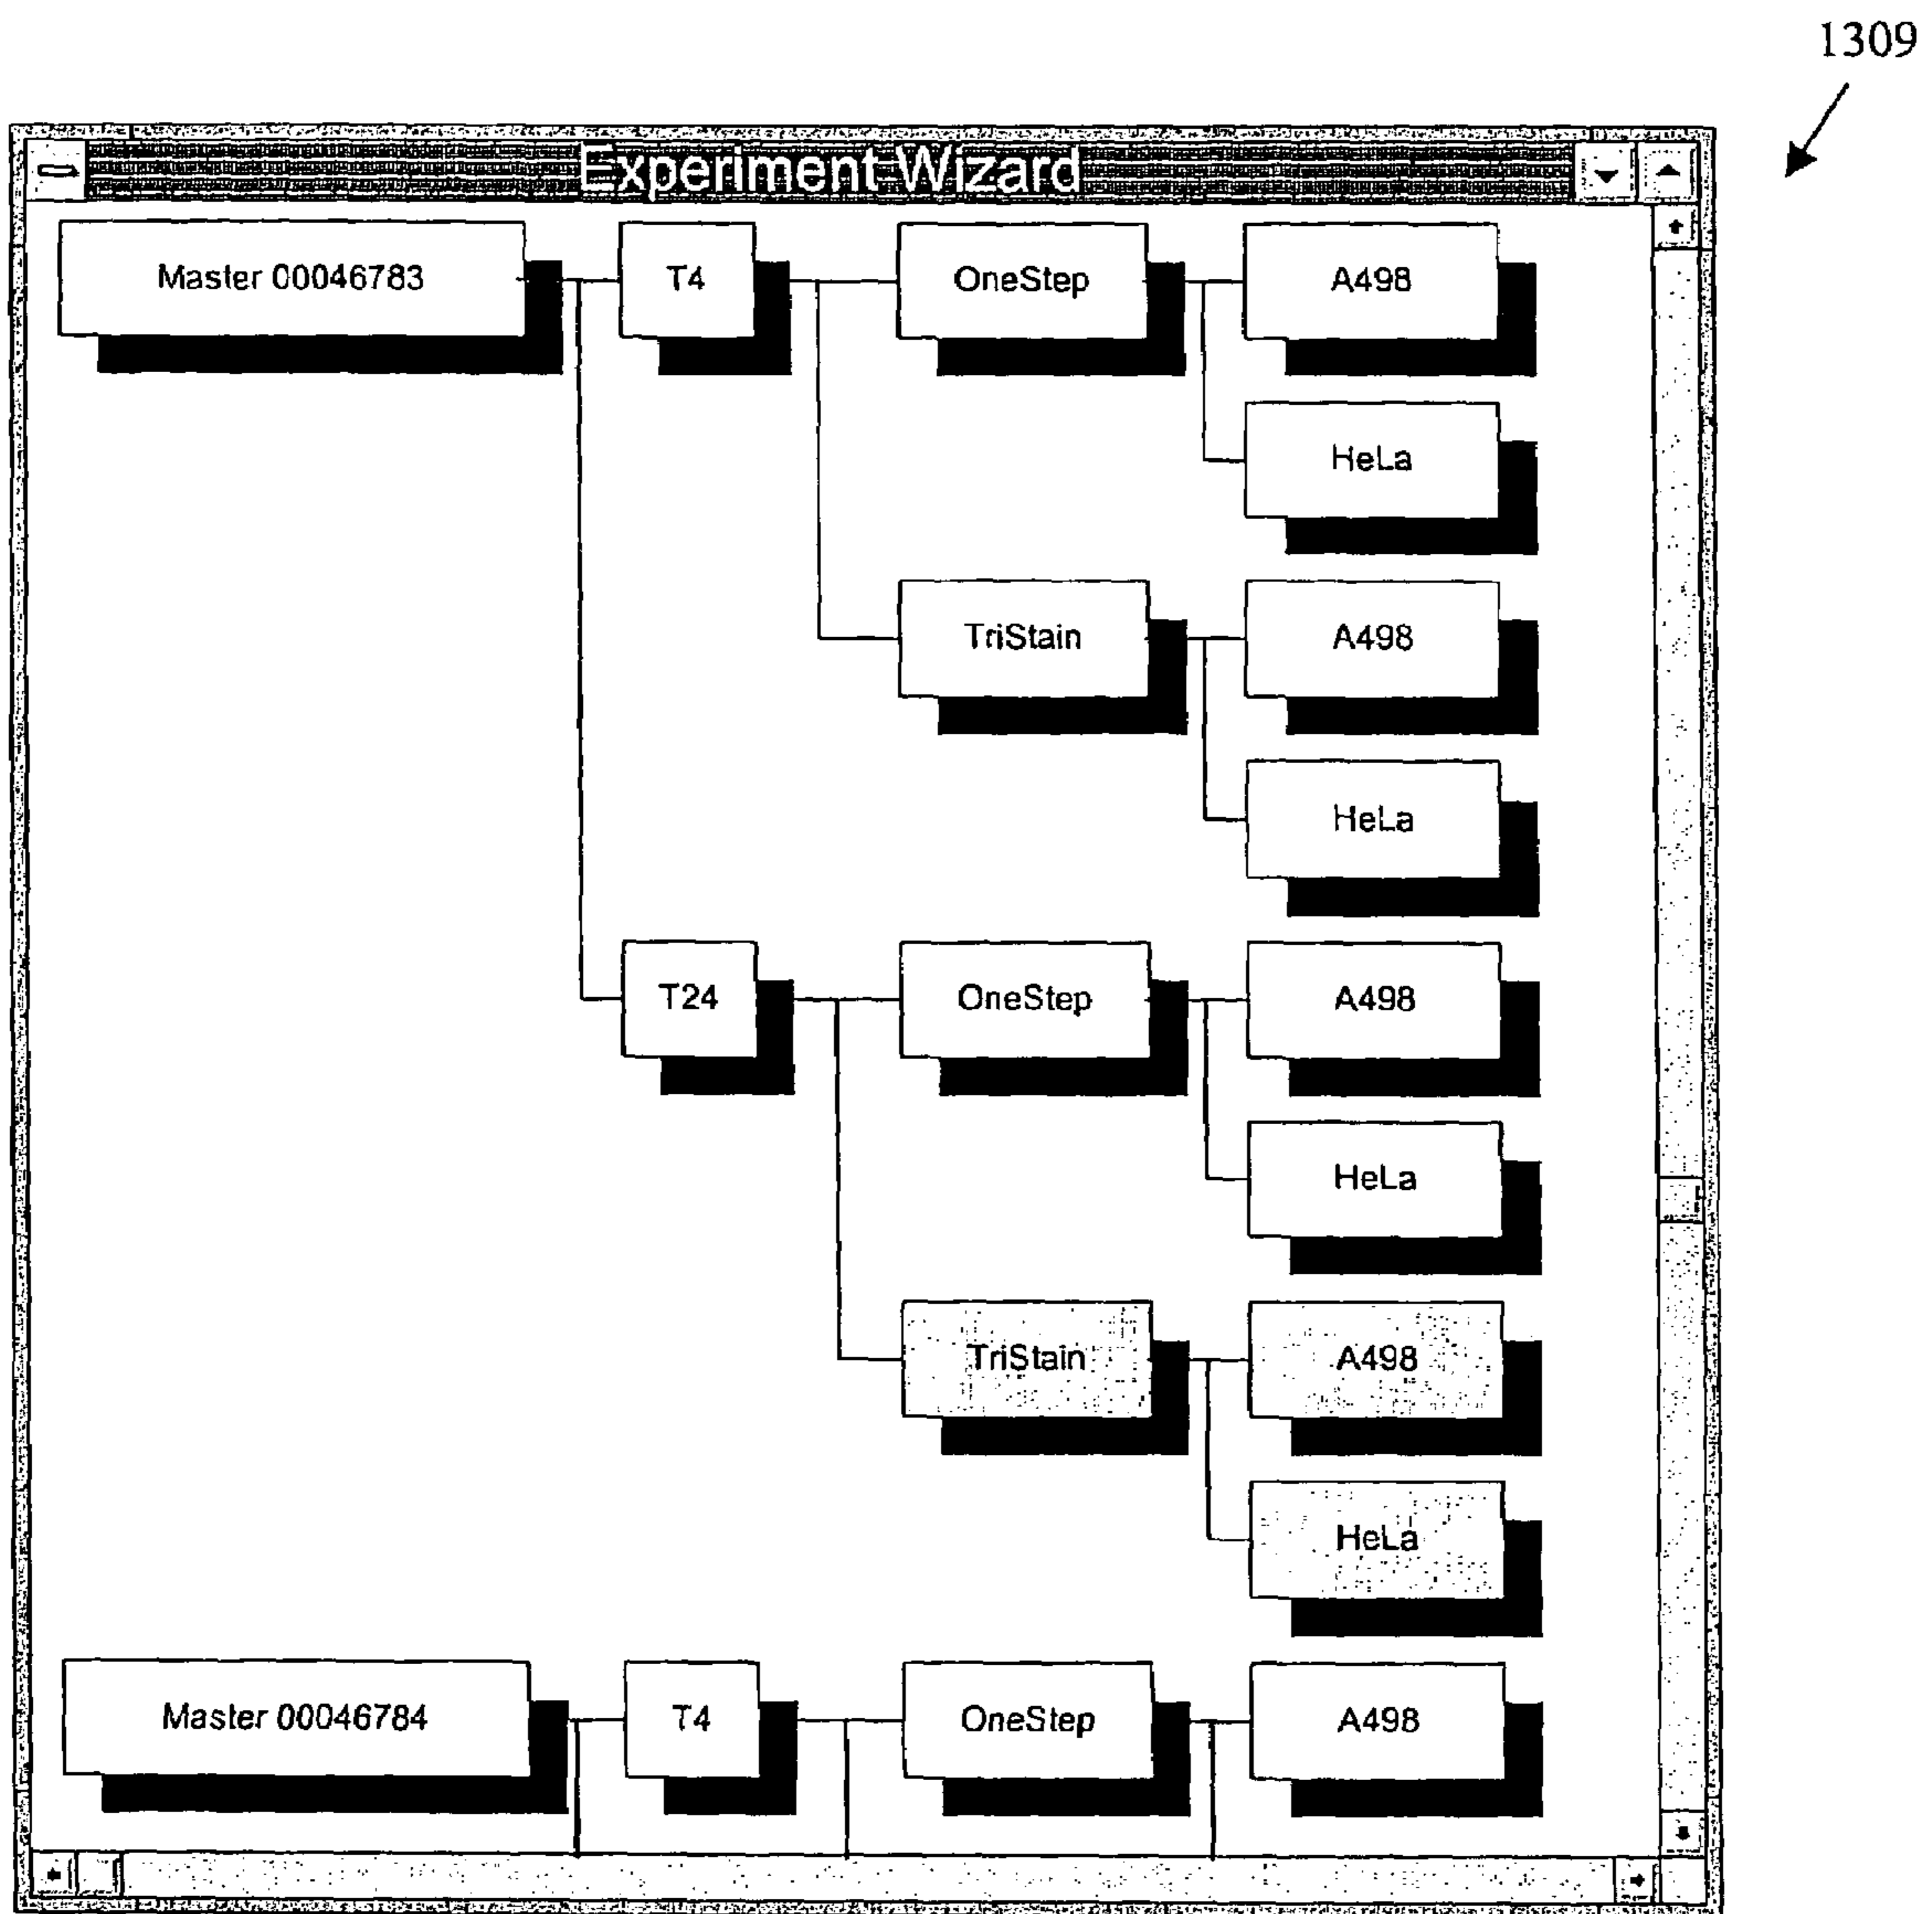 1309
Experiment Wizard
Master 00046783
T4
OneStep
A498
HeLa
TriStain
A498
HeLa
T24
OneStep
A498
HeLa
TriStain
A498
HeLa
Master 00046784
T4
OneStep
A498